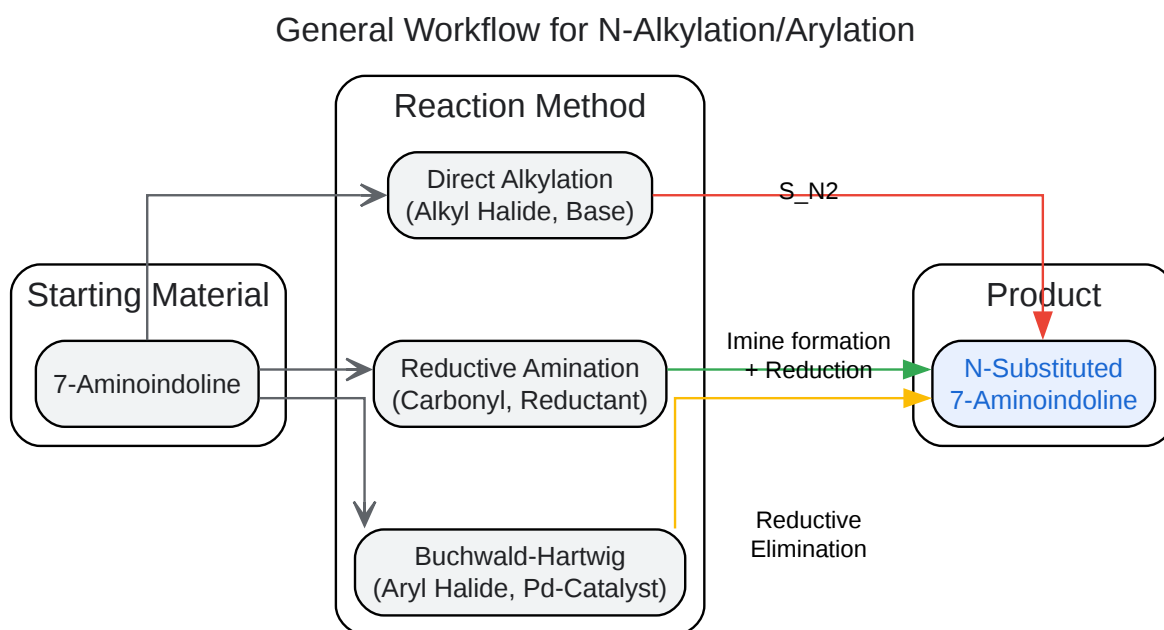 General Workflow for N-Alkylation/Arylation
Starting Material
7-Aminoindoline
Reaction Method
Direct Alkylation
(Alkyl Halide, Base)
Reductive Amination
(Carbonyl, Reductant)
Buchwald-Hartwig
(Aryl Halide, Pd-Catalyst)
S_N2
Imine formation
+ Reduction
Reductive
Elimination
Product
N-Substituted
7-Aminoindoline